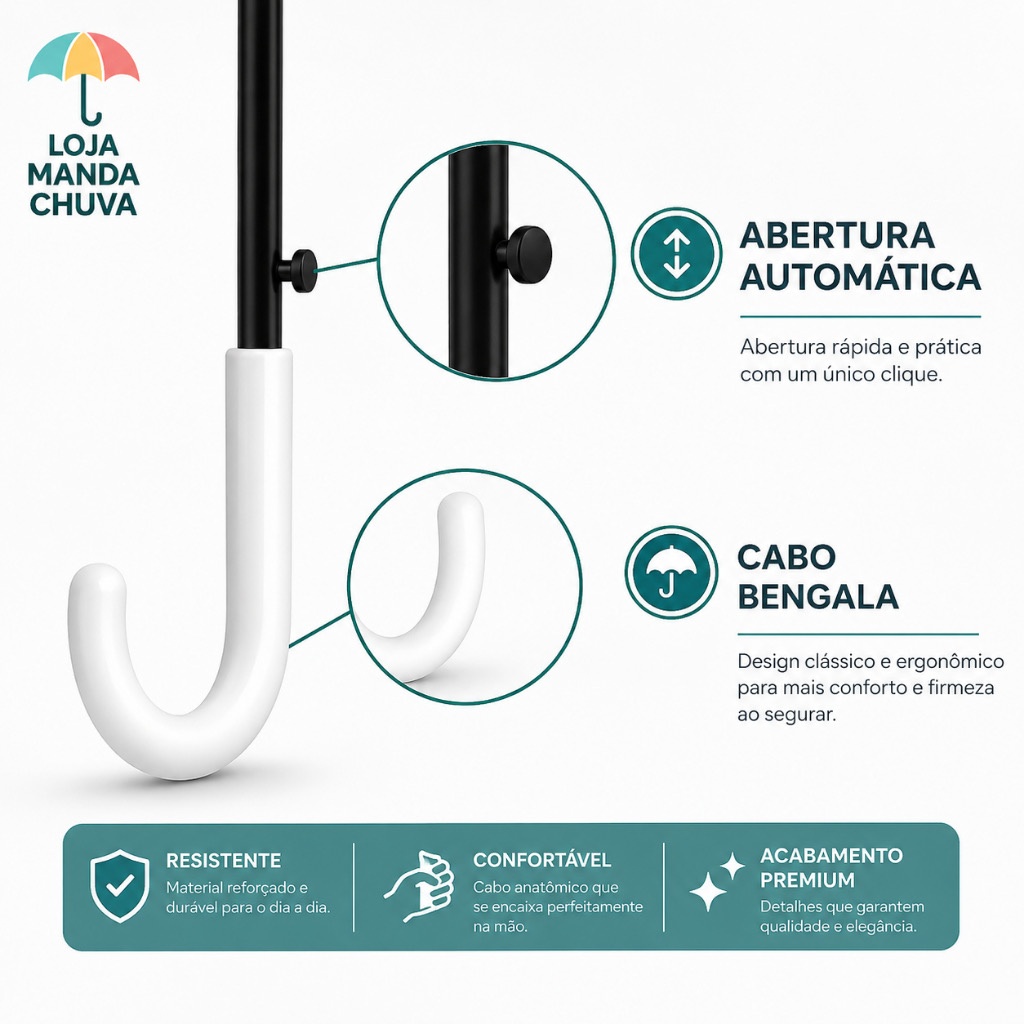 LOJA
MANDA
CHUVA
ABERTURA
AUTOMÁTICA
Abertura rápida e prática
com um único clique.
CABO
BENGALA
Design clássico e ergonômico
para mais conforto e firmeza
ao segurar.
RESISTENTE
Material reforçado e
durável para o dia a dia.
CONFORTÁVEL
Cabo anatômico que
se encaixa perfeitamente
na mão.
ACABAMENTO
PREMIUM
Detalhes que garantem
qualidade e elegância.